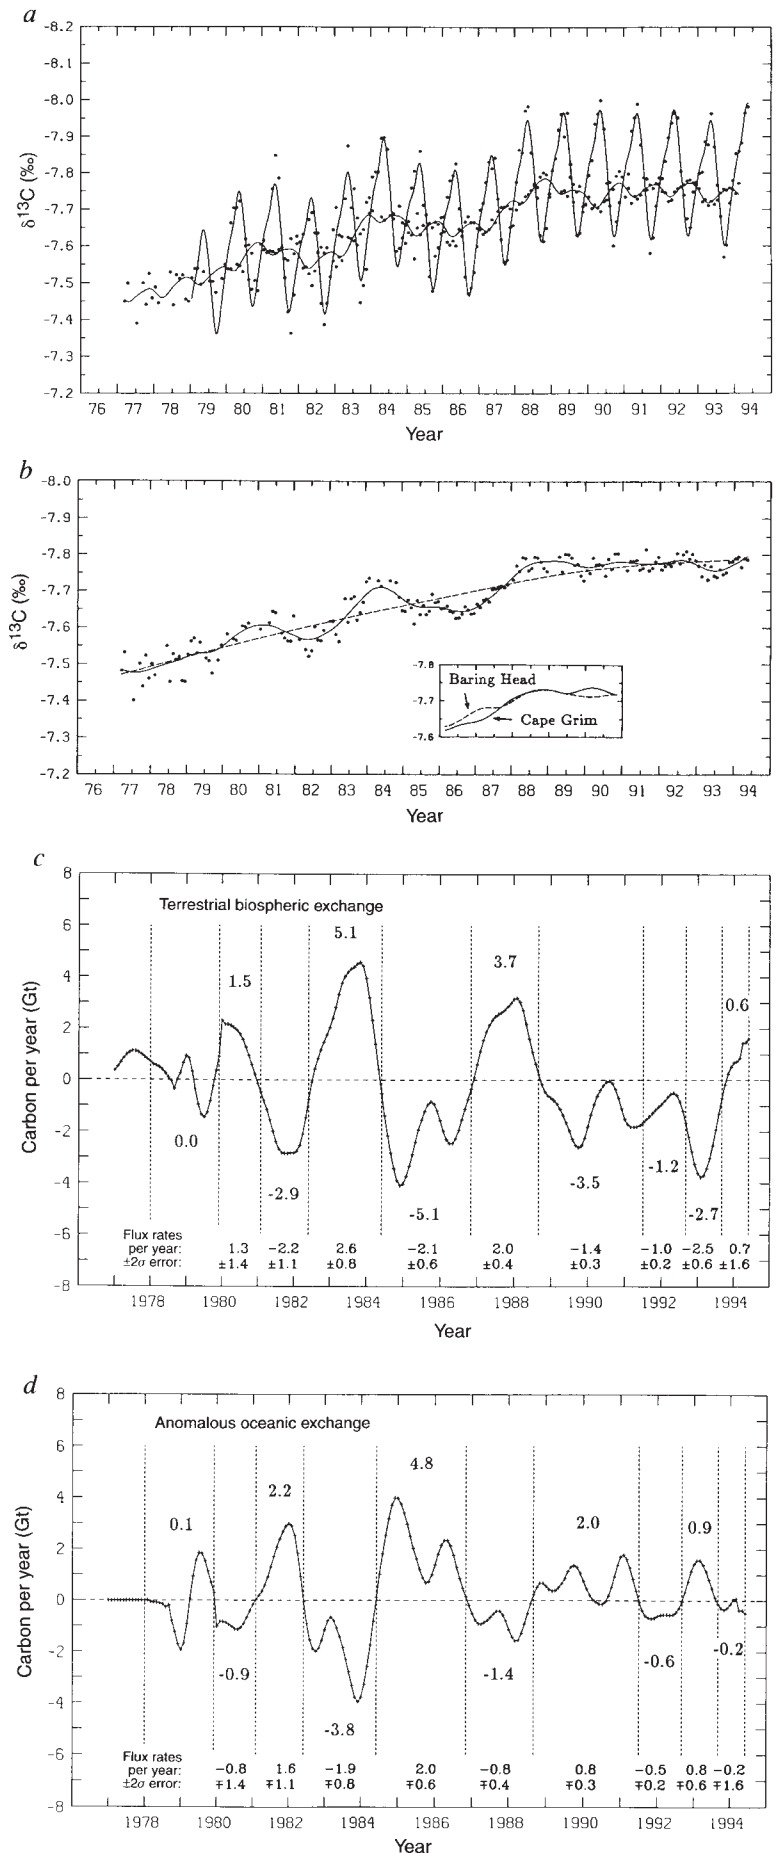 a
-8.2
-8.1
-8.0
-7.9
-7.8
-7.7
-7.6
-7.5
-7.4
-7.3
-7.2
δ13C (‰)
76 77 78 79 80 81 82 83 84 85 86 87 88 89 90 91 92 93 94
Year
b
-8.0
-7.9
-7.8
-7.7
-7.6
-7.5
-7.4
-7.3
-7.2
δ13C (‰)
-7.8
-7.7
-7.6
Baring Head
Cape Grim
76 77 78 79 80 81 82 83 84 85 86 87 88 89 90 91 92 93 94
Year
c
8
6
4
2
0
-2
-4
-6
-8
Carbon per year (Gt)
Terrestrial biospheric exchange
0.0 1.5 -2.9 5.1 -5.1 3.7 -3.5 -1.2 -2.7 0.6
Flux rates
per year: 1.3 -2.2 2.6 -2.1 2.0 -1.4 -1.0 -2.5 0.7
±2σ error: ±1.4 ±1.1 ±0.8 ±0.6 ±0.4 ±0.3 ±0.2 ±0.6 ±1.6
1978 1980 1982 1984 1986 1988 1990 1992 1994
Year
d
8
6
4
2
0
-2
-4
-6
-8
Carbon per year (Gt)
Anomalous oceanic exchange
0.1 -0.9 2.2 -3.8 4.8 -1.4 2.0 -0.6 0.9 -0.2
Flux rates
per year: -0.8 1.6 -1.9 2.0 -0.8 0.8 -0.5 0.8 -0.2
±2σ error: ∓1.4 ∓1.1 ∓0.8 ∓0.6 ∓0.4 ∓0.3 ∓0.2 ∓0.6 ∓1.6
1978 1980 1982 1984 1986 1988 1990 1992 1994
Year